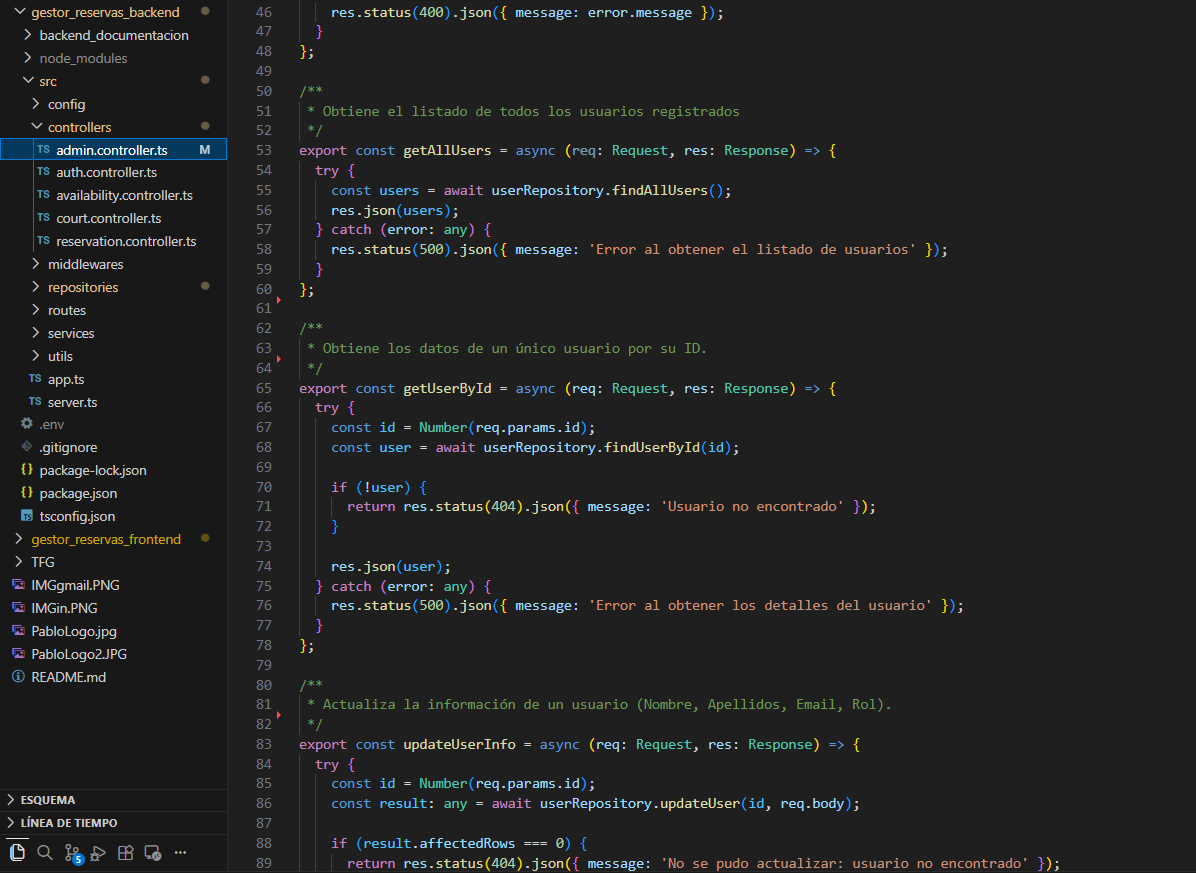 gestor_reservas_backend
backend_documentacion
node_modules
src
config
controllers
TS admin.controller.ts M
TS auth.controller.ts
TS availability.controller.ts
TS court.controller.ts
TS reservation.controller.ts
middlewares
repositories
routes
services
utils
TS app.ts
TS server.ts
.env
.gitignore
{} package-lock.json
{} package.json
TS tsconfig.json
gestor_reservas_frontend
TFG
IMGgmail.PNG
IMGin.PNG
PabloLogo.jpg
PabloLogo2.JPG
README.md
ESQUEMA
LÍNEA DE TIEMPO
5
46 res.status(400).json({ message: error.message });
47 }
48 };
49
50 /**
51 * Obtiene el listado de todos los usuarios registrados
52 */
53 export const getAllUsers = async (req: Request, res: Response) => {
54 try {
55 const users = await userRepository.findAllUsers();
56 res.json(users);
57 } catch (error: any) {
58 res.status(500).json({ message: 'Error al obtener el listado de usuarios' });
59 }
60 };
61
62 /**
63 * Obtiene los datos de un único usuario por su ID.
64 */
65 export const getUserById = async (req: Request, res: Response) => {
66 try {
67 const id = Number(req.params.id);
68 const user = await userRepository.findUserById(id);
69
70 if (!user) {
71 return res.status(404).json({ message: 'Usuario no encontrado' });
72 }
73
74 res.json(user);
75 } catch (error: any) {
76 res.status(500).json({ message: 'Error al obtener los detalles del usuario' });
77 }
78 };
79
80 /**
81 * Actualiza la información de un usuario (Nombre, Apellidos, Email, Rol).
82 */
83 export const updateUserInfo = async (req: Request, res: Response) => {
84 try {
85 const id = Number(req.params.id);
86 const result: any = await userRepository.updateUser(id, req.body);
87
88 if (result.affectedRows === 0) {
89 return res.status(404).json({ message: 'No se pudo actualizar: usuario no encontrado' });